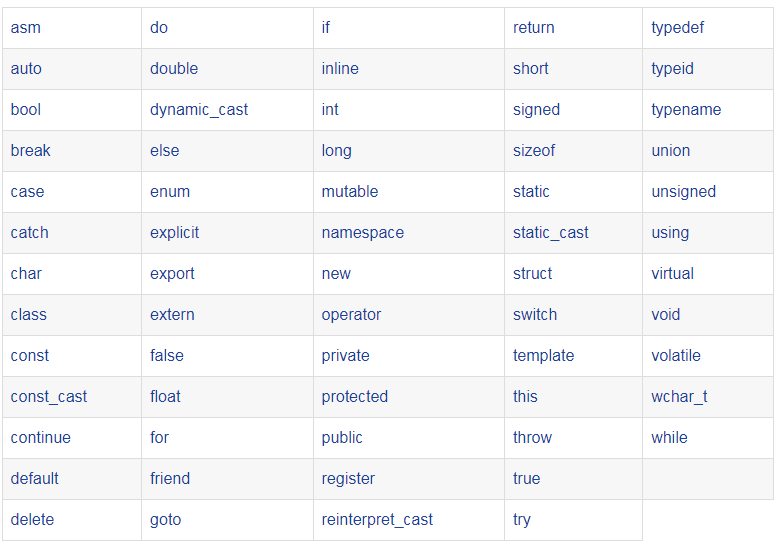 asm do if return typedef
auto double inline short typeid
bool dynamic_cast int signed typename
break else long sizeof union
case enum mutable static unsigned
catch explicit namespace static_cast using
char export new struct virtual
class extern operator switch void
const false private template volatile
const_cast float protected this wchar_t
continue for public throw while
default friend register true
delete goto reinterpret_cast try